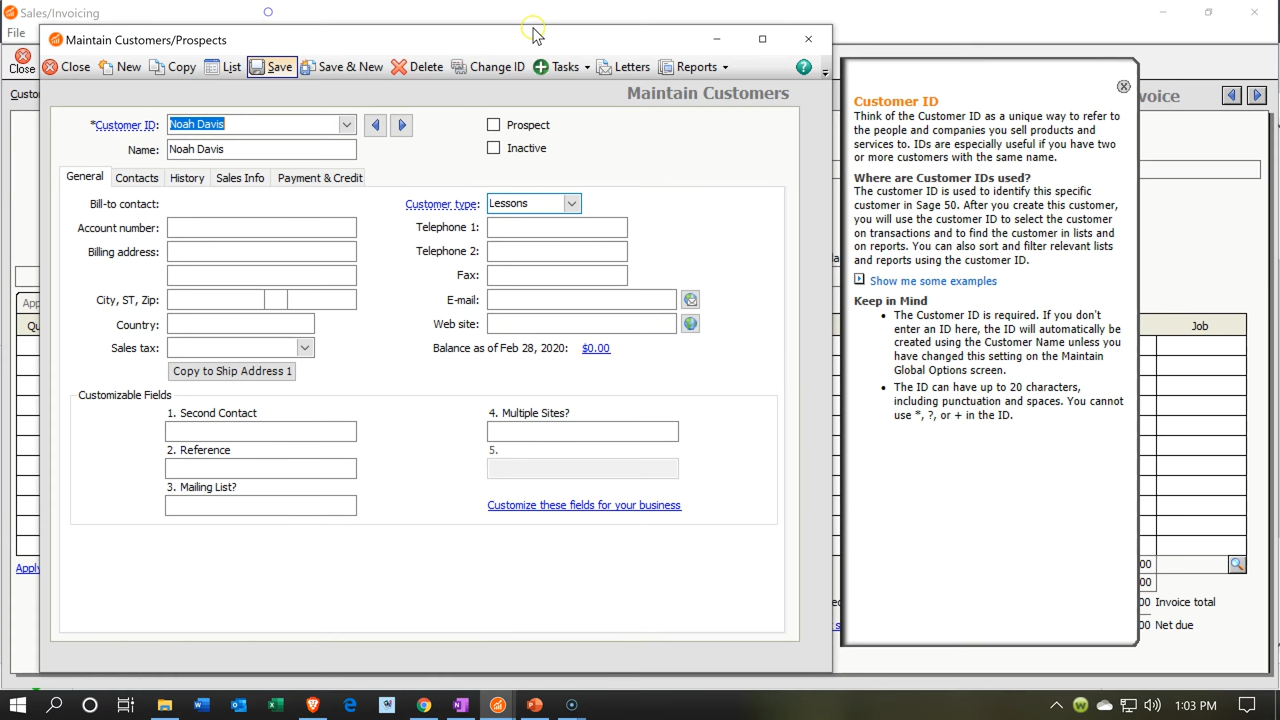 Sales/Invoicing
File
Maintain Customers/Prospects
Close
Close New Copy List Save Save & New Delete Change ID Tasks Letters Reports
Maintain Customers
Custo
*Customer ID: Noah Davis
Prospect
Name: Noah Davis
Inactive
General Contacts History Sales Info Payment & Credit
Bill-to contact:
Customer type: Lessons
Account number:
Telephone 1:
Billing address:
Telephone 2:
Fax:
City, ST, Zip:
E-mail:
Country:
Web site:
Sales tax:
Balance as of Feb 28, 2020: $0.00
Copy to Ship Address 1
Customizable Fields
1. Second Contact
4. Multiple Sites?
2. Reference
5.
3. Mailing List?
Customize these fields for your business
App
Qu
Apply
Customer ID
Think of the Customer ID as a unique way to refer to
the people and companies you sell products and
services to. IDs are especially useful if you have two
or more customers with the same name.
Where are Customer IDs used?
The customer ID is used to identify this specific
customer in Sage 50. After you create this customer,
you will use the customer ID to select the customer
on transactions and to find the customer in lists and
on reports. You can also sort and filter relevant lists
and reports using the customer ID.
Show me some examples
Keep in Mind
• The Customer ID is required. If you don't
enter an ID here, the ID will automatically be
created using the Customer Name unless you
have changed this setting on the Maintain
Global Options screen.
• The ID can have up to 20 characters,
including punctuation and spaces. You cannot
use *, ?, or + in the ID.
voice
Job
00
00
00 Invoice total
00 Net due
1:03 PM